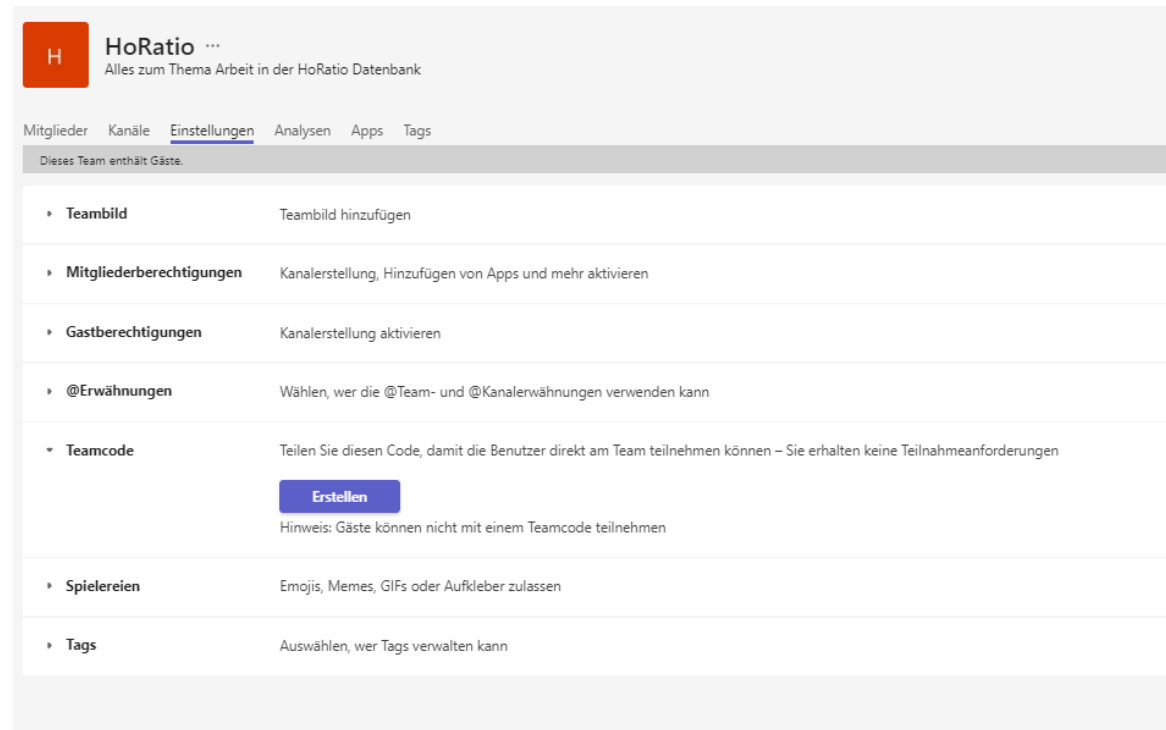 H
HoRatio ···
Alles zum Thema Arbeit in der HoRatio Datenbank
Mitglieder Kanäle Einstellungen Analysen Apps Tags
Dieses Team enthält Gäste.
Teambild Teambild hinzufügen
Mitgliederberechtigungen Kanalerstellung, Hinzufügen von Apps und mehr aktivieren
Gastberechtigungen Kanalerstellung aktivieren
@Erwähnungen Wählen, wer die @Team- und @Kanalerwähnungen verwenden kann
Teamcode Teilen Sie diesen Code, damit die Benutzer direkt am Team teilnehmen können – Sie erhalten keine Teilnahmeanforderungen
Erstellen
Hinweis: Gäste können nicht mit einem Teamcode teilnehmen
Spielereien Emojis, Memes, GIFs oder Aufkleber zulassen
Tags Auswählen, wer Tags verwalten kann